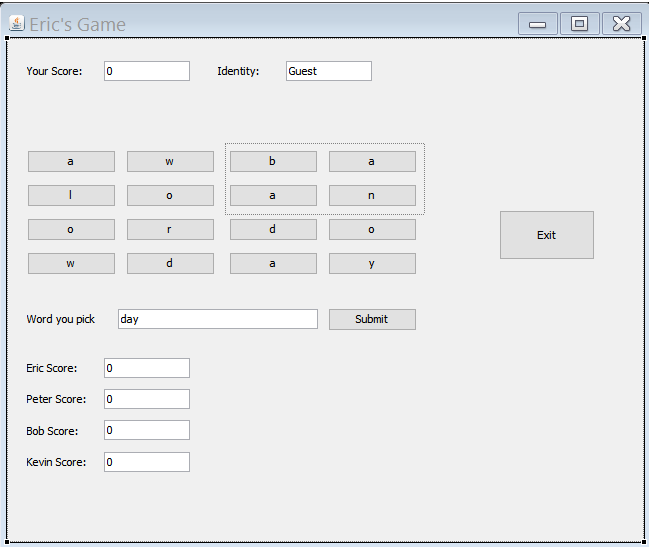 Eric's Game
Your Score: 0 Identity: Guest
a w b a
l o a n
o r d o
w d a y
Exit
Word you pick day Submit
Eric Score: 0
Peter Score: 0
Bob Score: 0
Kevin Score: 0